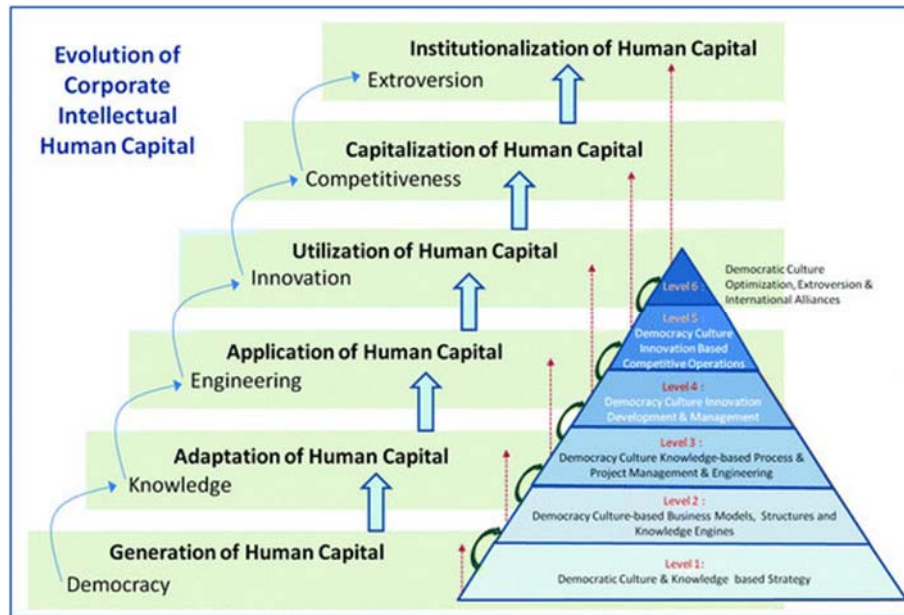 Evolution of
Corporate
Intellectual
Human Capital
Institutionalization of Human Capital
Extroversion
Capitalization of Human Capital
Competitiveness
Utilization of Human Capital
Innovation
Application of Human Capital
Engineering
Adaptation of Human Capital
Knowledge
Generation of Human Capital
Democracy
Level 6 :
Democratic Culture
Optimization, Extroversion &
International Alliances
Level 5 :
Democracy Culture
Innovation Based
Competitive Operations
Level 4 :
Democracy Culture Innovation
Development & Management
Level 3 :
Democracy Culture Knowledge-based Process &
Project Management & Engineering
Level 2 :
Democracy Culture-based Business Models, Structures and
Knowledge Engines
Level 1:
Democratic Culture & Knowledge based Strategy